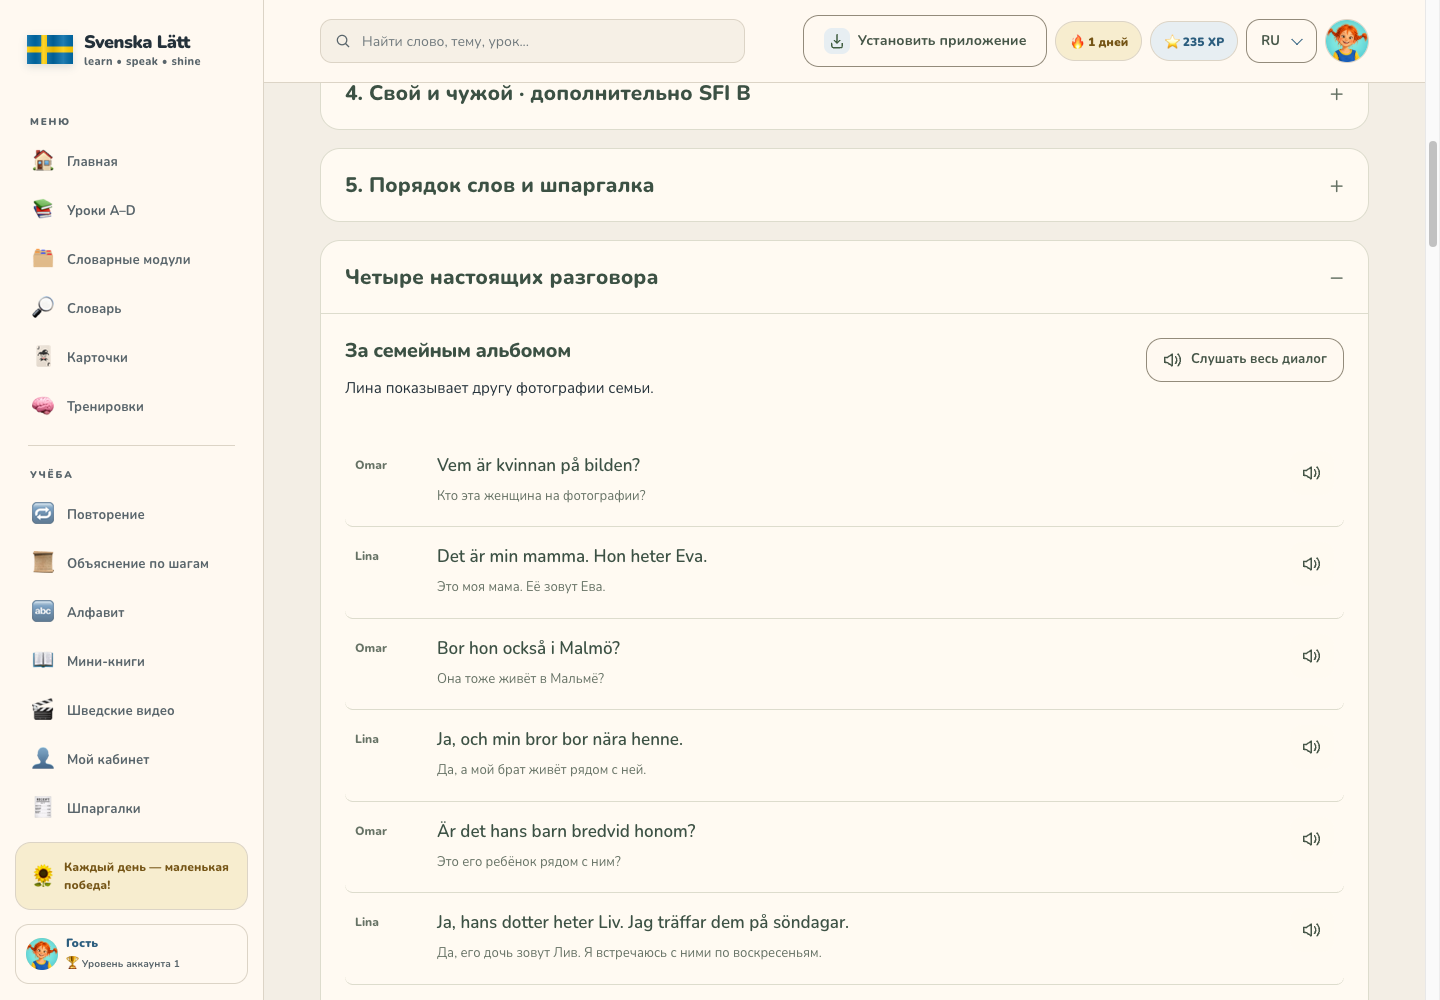 Svenska Lätt
learn • speak • shine
МЕНЮ
Главная
Уроки A–D
Словарные модули
Словарь
Карточки
Тренировки
УЧЁБА
Повторение
Объяснение по шагам
abc
Алфавит
Мини-книги
Шведские видео
Мой кабинет
Шпаргалки
Каждый день — маленькая
победа!
Гость
Уровень аккаунта 1
Найти слово, тему, урок...
Установить приложение
1 дней
235 XP
RU
4. Свой и чужой · дополнительно SFI B
5. Порядок слов и шпаргалка
Четыре настоящих разговора
За семейным альбомом
Лина показывает другу фотографии семьи.
Слушать весь диалог
Omar
Vem är kvinnan på bilden?
Кто эта женщина на фотографии?
Lina
Det är min mamma. Hon heter Eva.
Это моя мама. Её зовут Ева.
Omar
Bor hon också i Malmö?
Она тоже живёт в Мальмё?
Lina
Ja, och min bror bor nära henne.
Да, а мой брат живёт рядом с ней.
Omar
Är det hans barn bredvid honom?
Это его ребёнок рядом с ним?
Lina
Ja, hans dotter heter Liv. Jag träffar dem på söndagar.
Да, его дочь зовут Лив. Я встречаюсь с ними по воскресеньям.